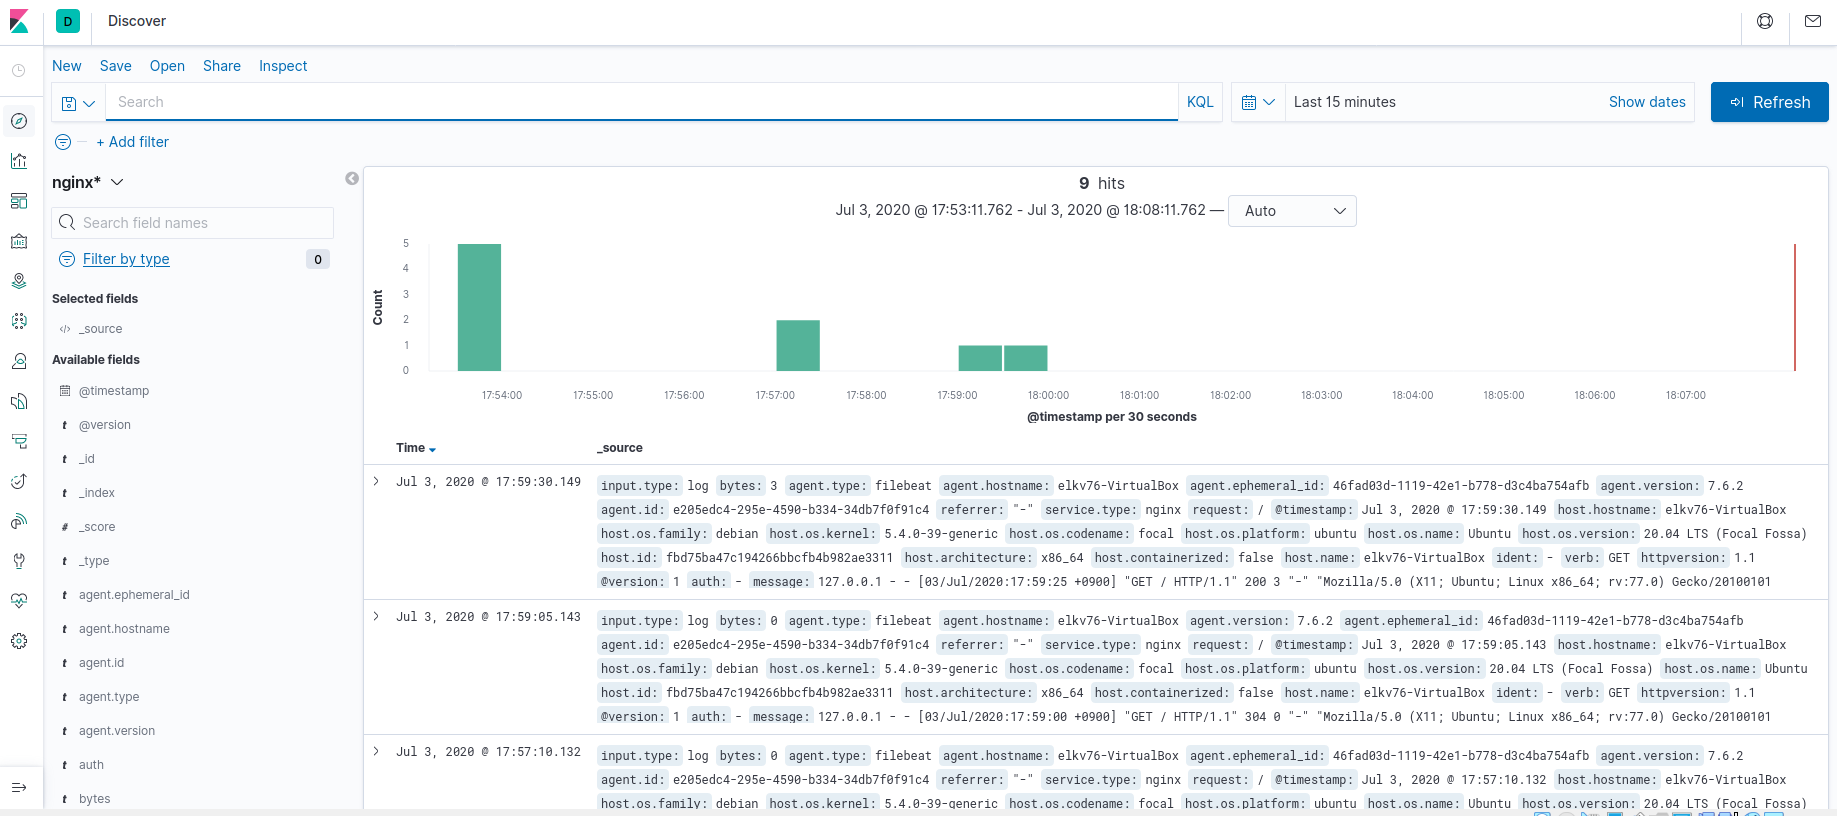 D Discover
New Save Open Share Inspect
Search KQL Last 15 minutes Show dates Refresh
+ Add filter
nginx*
Search field names
Filter by type 0
Selected fields
_source
Available fields
@timestamp
@version
_id
_index
_score
_type
agent.ephemeral_id
agent.hostname
agent.id
agent.type
agent.version
auth
bytes
9 hits
Jul 3, 2020 @ 17:53:11.762 - Jul 3, 2020 @ 18:08:11.762 — Auto
Count
5
4
3
2
1
0
17:54:00 17:55:00 17:56:00 17:57:00 17:58:00 17:59:00 18:00:00 18:01:00 18:02:00 18:03:00 18:04:00 18:05:00 18:06:00 18:07:00
@timestamp per 30 seconds
Time _source
Jul 3, 2020 @ 17:59:30.149 input.type: log bytes: 3 agent.type: filebeat agent.hostname: elkv76-VirtualBox agent.ephemeral_id: 46fad03d-1119-42e1-b778-d3c4ba754afb agent.version: 7.6.2
agent.id: e205edc4-295e-4590-b334-34db7f0f91c4 referrer: "-" service.type: nginx request: / @timestamp: Jul 3, 2020 @ 17:59:30.149 host.hostname: elkv76-VirtualBox
host.os.family: debian host.os.kernel: 5.4.0-39-generic host.os.codename: focal host.os.platform: ubuntu host.os.name: Ubuntu host.os.version: 20.04 LTS (Focal Fossa)
host.id: fbd75ba47c194266bbcfb4b982ae3311 host.architecture: x86_64 host.containerized: false host.name: elkv76-VirtualBox ident: - verb: GET httpversion: 1.1
@version: 1 auth: - message: 127.0.0.1 - - [03/Jul/2020:17:59:25 +0900] "GET / HTTP/1.1" 200 3 "-" "Mozilla/5.0 (X11; Ubuntu; Linux x86_64; rv:77.0) Gecko/20100101
Jul 3, 2020 @ 17:59:05.143 input.type: log bytes: 0 agent.type: filebeat agent.hostname: elkv76-VirtualBox agent.version: 7.6.2 agent.ephemeral_id: 46fad03d-1119-42e1-b778-d3c4ba754afb
agent.id: e205edc4-295e-4590-b334-34db7f0f91c4 referrer: "-" service.type: nginx request: / @timestamp: Jul 3, 2020 @ 17:59:05.143 host.hostname: elkv76-VirtualBox
host.os.family: debian host.os.kernel: 5.4.0-39-generic host.os.codename: focal host.os.platform: ubuntu host.os.version: 20.04 LTS (Focal Fossa) host.os.name: Ubuntu
host.id: fbd75ba47c194266bbcfb4b982ae3311 host.architecture: x86_64 host.containerized: false host.name: elkv76-VirtualBox ident: - verb: GET httpversion: 1.1
@version: 1 auth: - message: 127.0.0.1 - - [03/Jul/2020:17:59:00 +0900] "GET / HTTP/1.1" 304 0 "-" "Mozilla/5.0 (X11; Ubuntu; Linux x86_64; rv:77.0) Gecko/20100101
Jul 3, 2020 @ 17:57:10.132 input.type: log bytes: 0 agent.type: filebeat agent.hostname: elkv76-VirtualBox agent.ephemeral_id: 46fad03d-1119-42e1-b778-d3c4ba754afb agent.version: 7.6.2
agent.id: e205edc4-295e-4590-b334-34db7f0f91c4 referrer: "-" service.type: nginx request: / @timestamp: Jul 3, 2020 @ 17:57:10.132 host.hostname: elkv76-VirtualBox
host.os.family: debian host.os.kernel: 5.4.0-39-generic host.os.codename: focal host.os.platform: ubuntu host.os.name: Ubuntu host.os.version: 20.04 LTS (Focal Fossa)